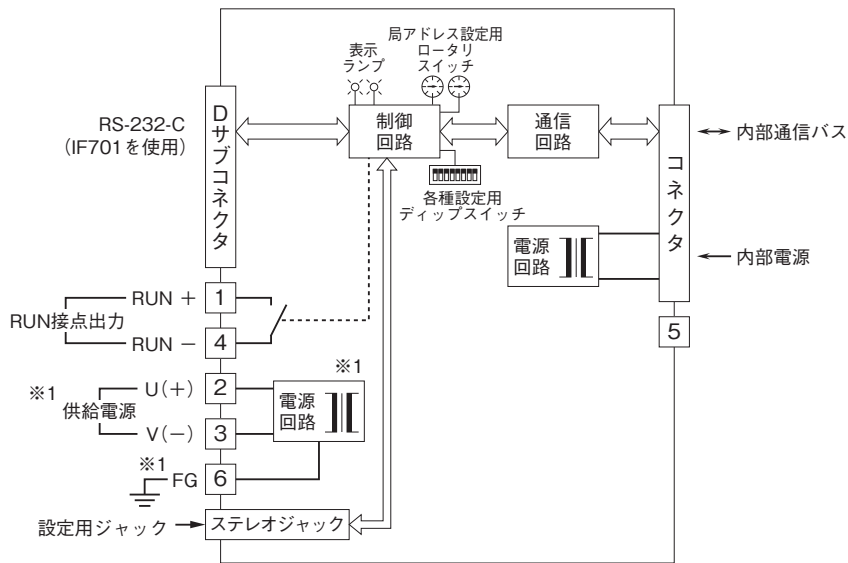 局アドレス設定用
ロータリ
スイッチ
表示
ランプ
RS-232-C
(IF701を使用)
Dサブコネクタ
制御
回路
通信
回路
コネクタ
内部通信バス
各種設定用
ディップスイッチ
電源
回路
内部電源
RUN +
1
RUN接点出力
RUN −
4
5
※1
U(+)
2
※1
供給電源
電源
回路
V(−)
3
※1
FG
6
設定用ジャック
ステレオジャック